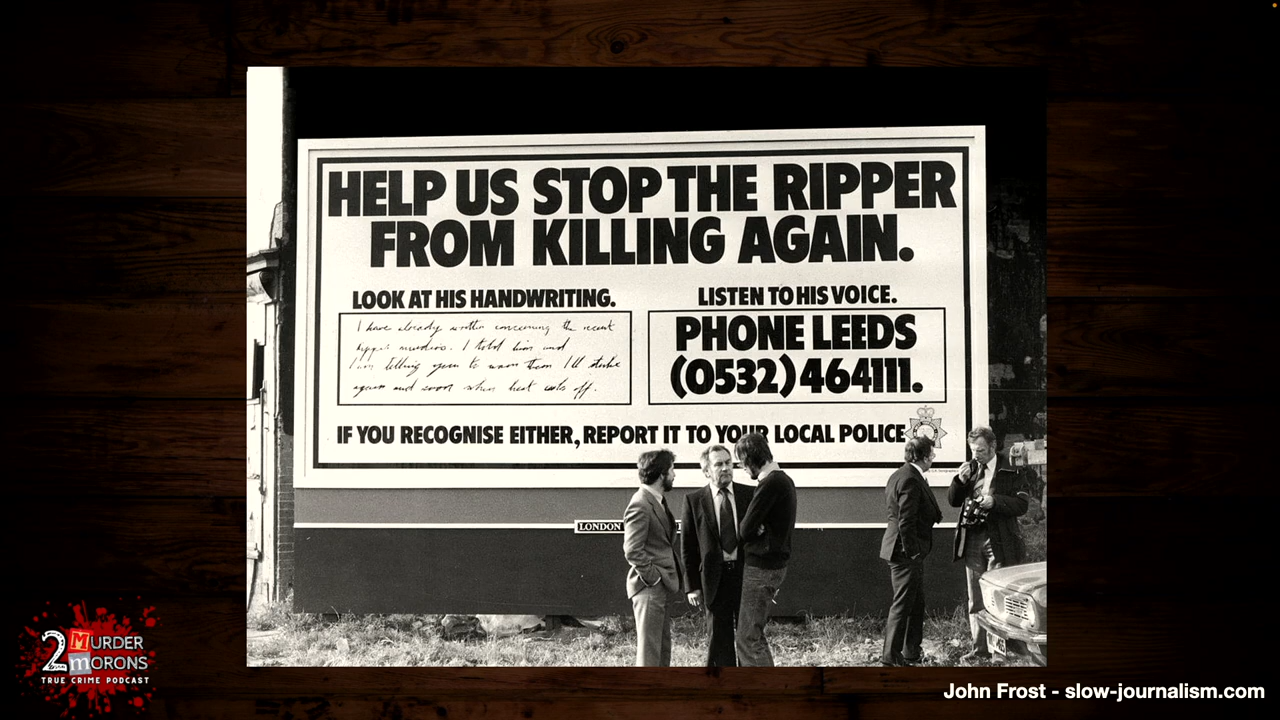 HELP US STOP THE RIPPER
FROM KILLING AGAIN.
LOOK AT HIS HANDWRITING.
I have already written concerning the recent
ripper murders. I told him and
I am telling you to warn them I'll strike
again and soon when heat cools off.
LISTEN TO HIS VOICE.
PHONE LEEDS
(0532) 464111.
IF YOU RECOGNISE EITHER, REPORT IT TO YOUR LOCAL POLICE
LONDON
2 MURDER
MORONS
TRUE CRIME PODCAST
John Frost - slow-journalism.com